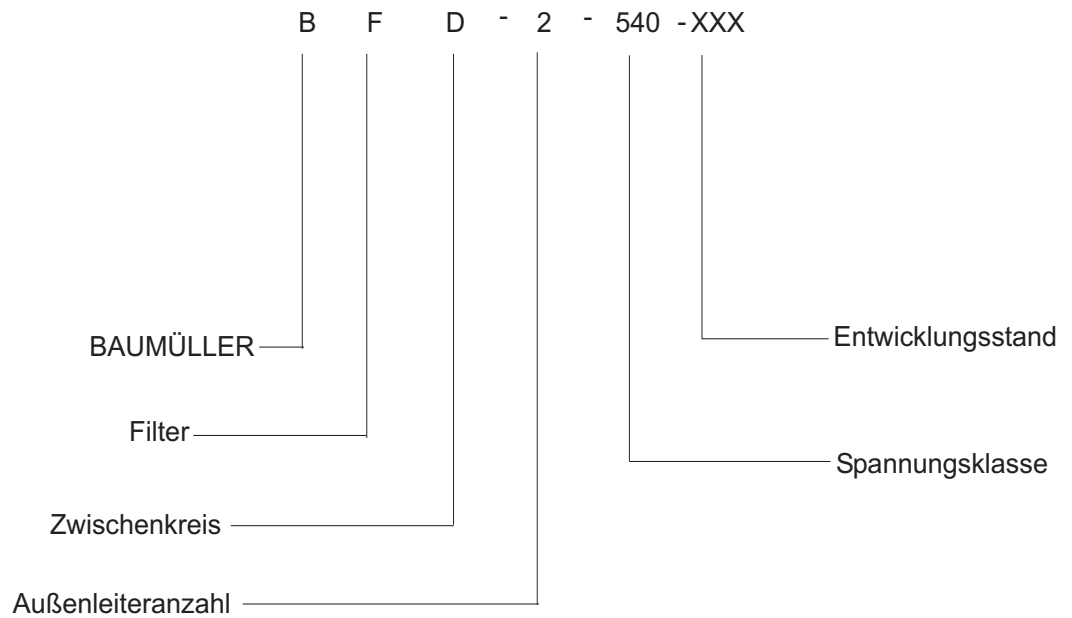 B F D - 2 - 540 - XXX
BAUMÜLLER
Entwicklungsstand
Filter
Spannungsklasse
Zwischenkreis
Außenleiteranzahl